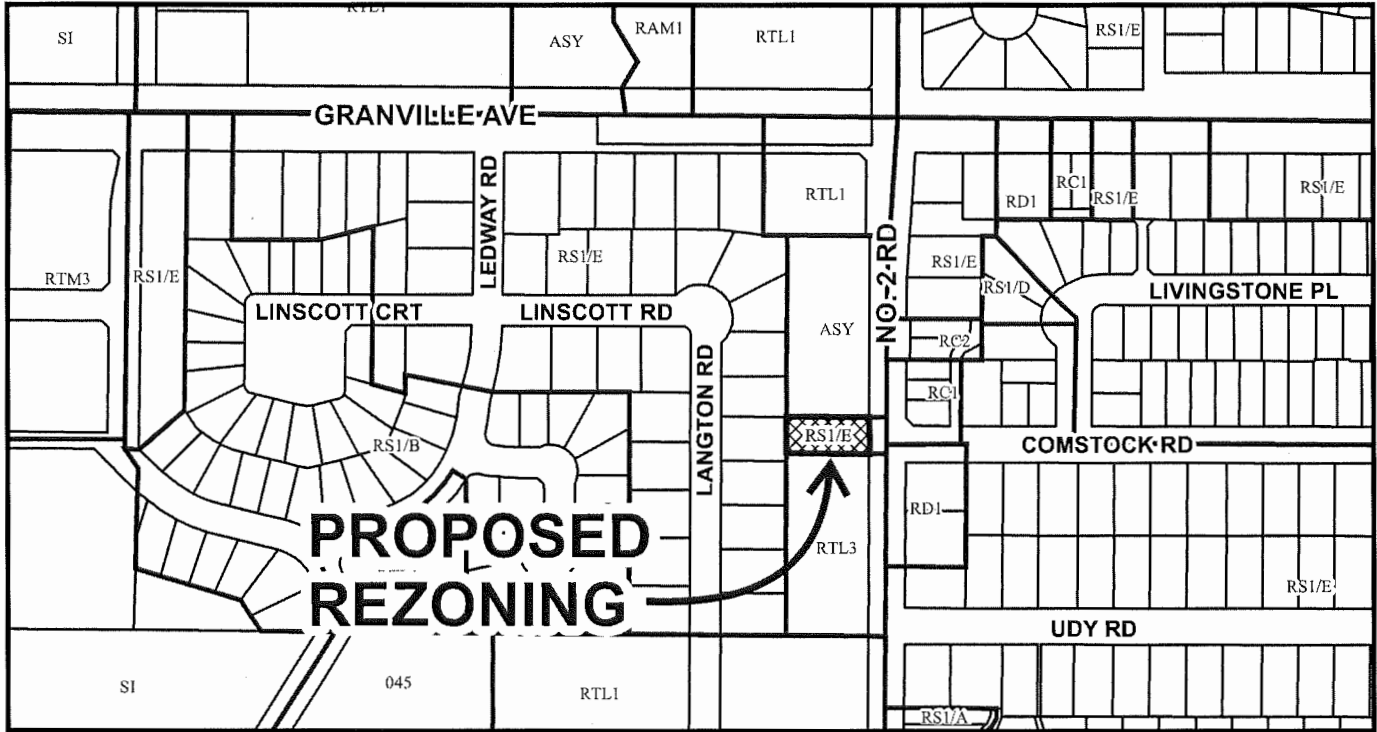 SI
ASY
RAM1
RTL1
RS1/E
GRANVILLE AVE
LEDWAY RD
RTL1
NO. 2 RD
RD1
RC1
RS1/E
RS1/E
RTM3
RS1/E
RS1/E
RS1/E
RS1/D
LINSCOTT CRT
LINSCOTT RD
LIVINGSTONE PL
ASY
RC2
LANGTON RD
RC1
RS1/B
RS1/E
COMSTOCK RD
PROPOSED
REZONING
RD1
RTL3
RS1/E
UDY RD
SI
045
RTL1
RS1/A